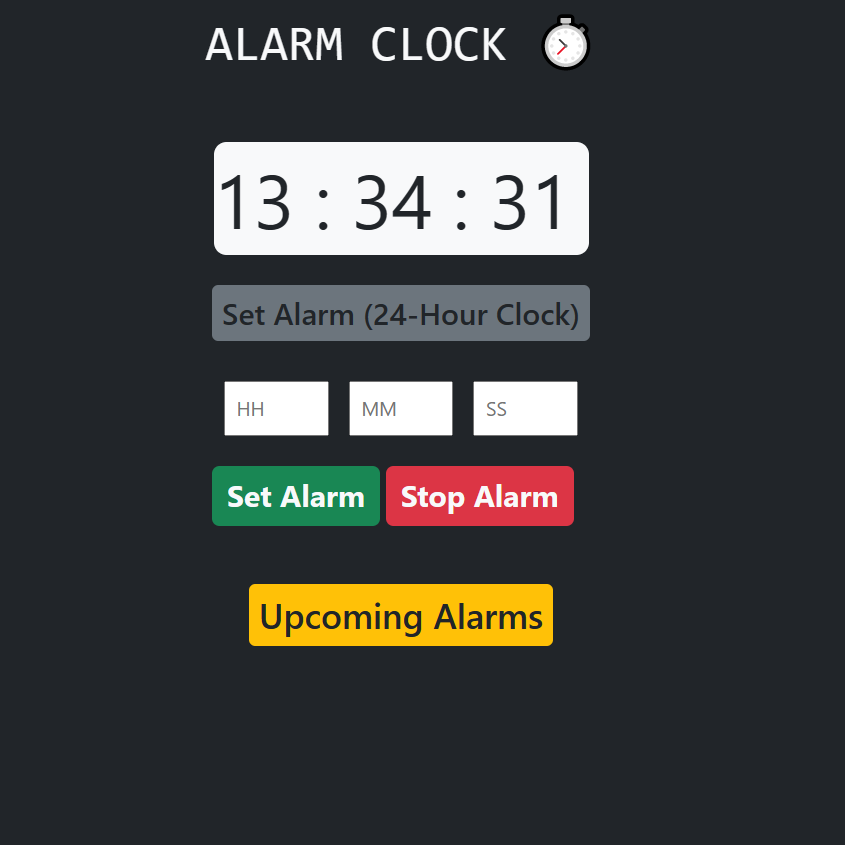 ALARM CLOCK
13 : 34 : 31
Set Alarm (24-Hour Clock)
HH MM SS
Set Alarm Stop Alarm
Upcoming Alarms